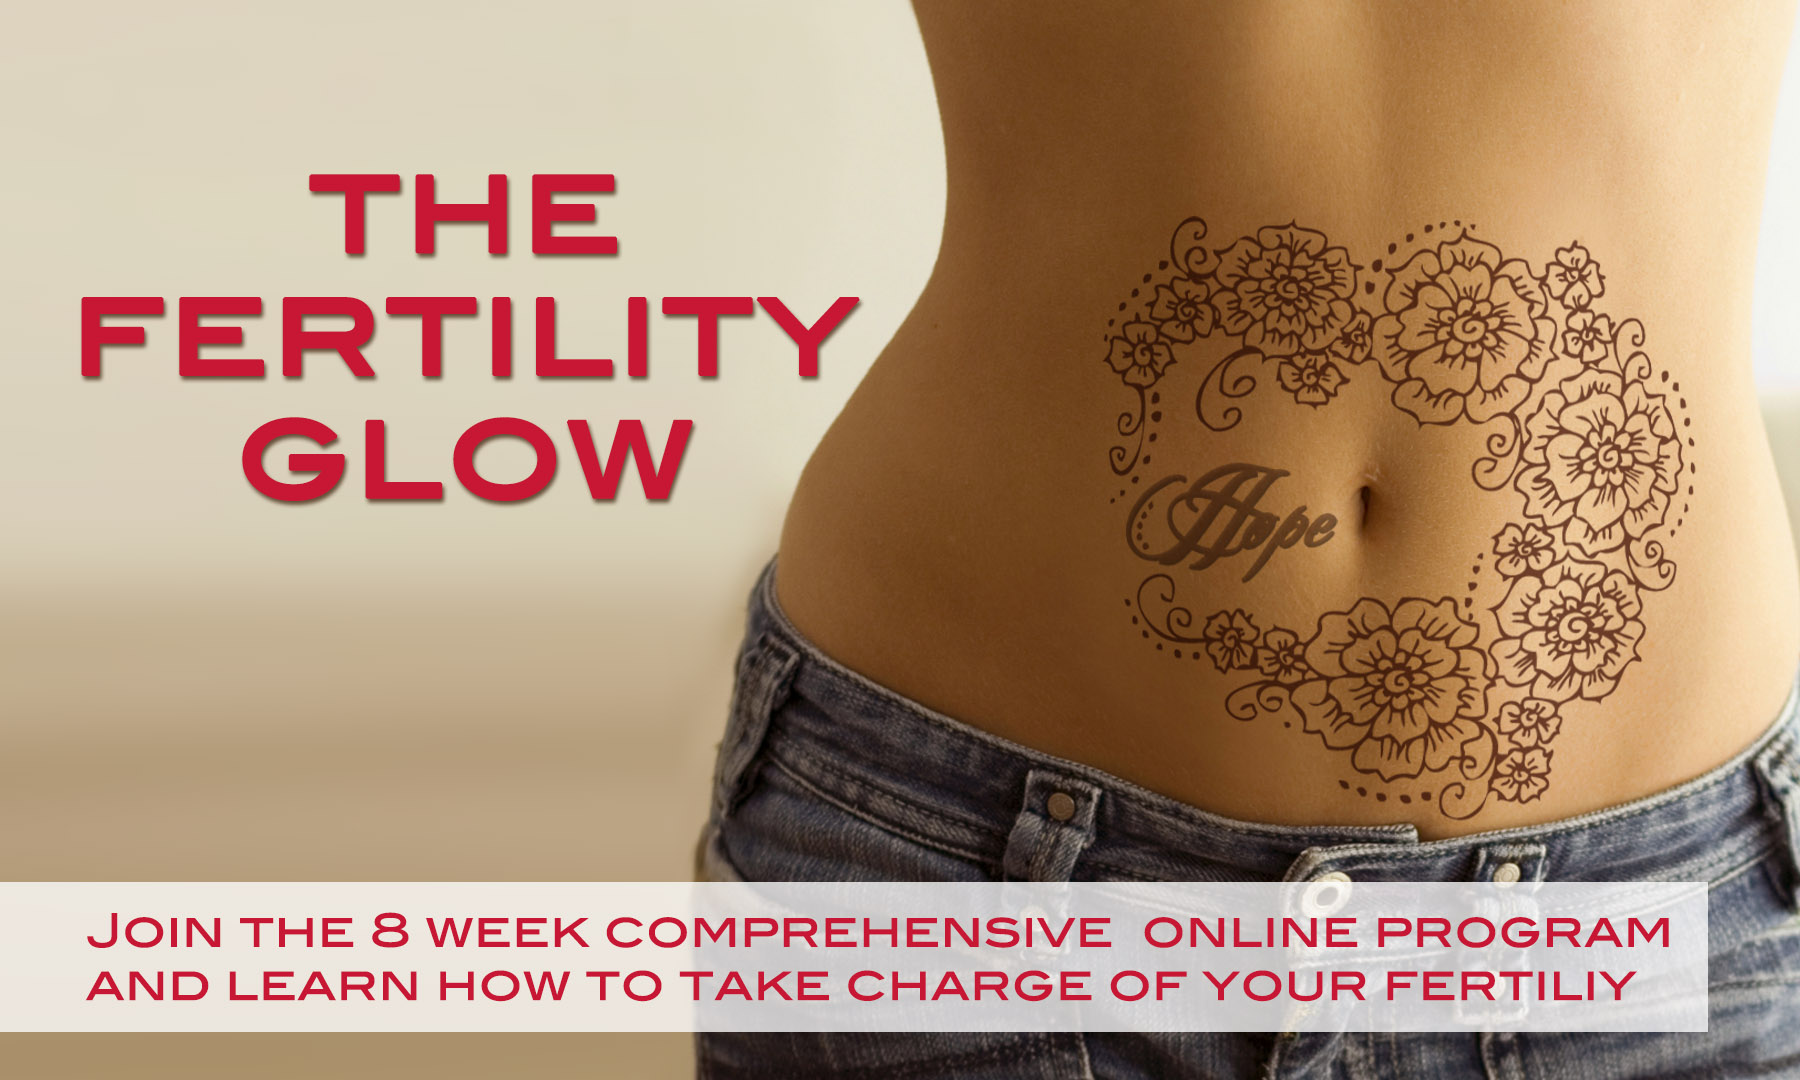 THE
FERTILITY
GLOW
Hope
JOIN THE 8 WEEK COMPREHENSIVE ONLINE PROGRAM
AND LEARN HOW TO TAKE CHARGE OF YOUR FERTILIY